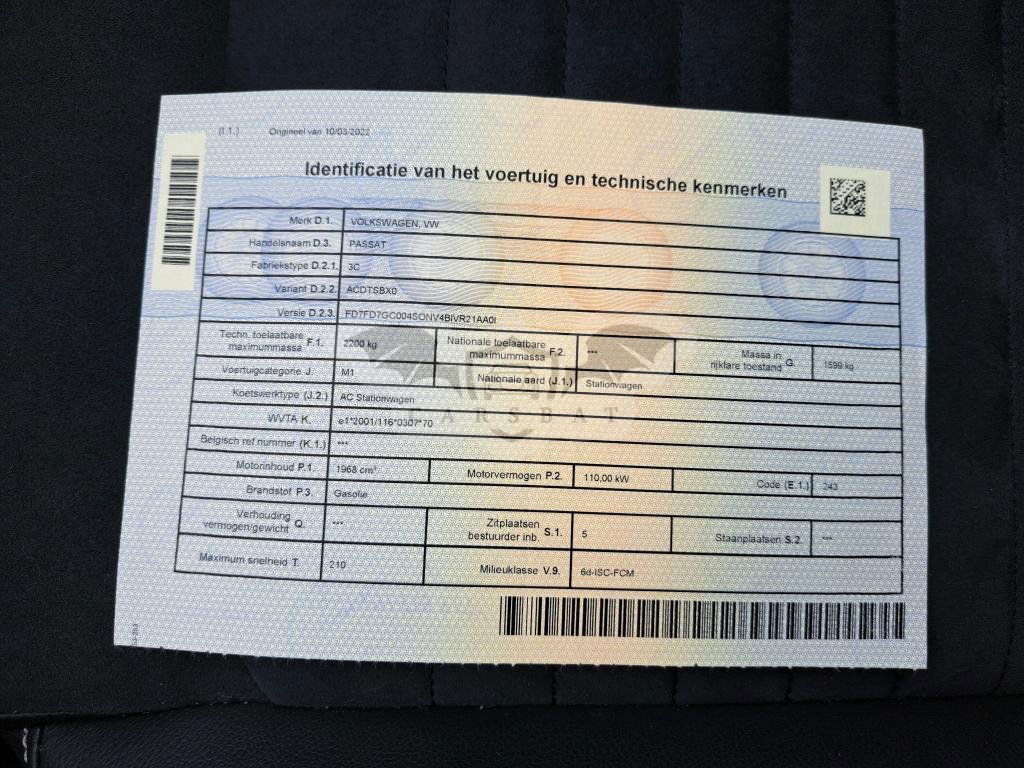 (I.1.) Origineel van 10/03/2022
Identificatie van het voertuig en technische kenmerken
Merk D.1. VOLKSWAGEN, VW
Handelsnaam D.3. PASSAT
Fabriekstype D.2.1. 3C
Variant D.2.2. ACDTSBX0
Versie D.2.3. FD7FD7GC004SONV4BIVR21AA0I
Techn. toelaatbare maximummassa F.1. 2200 kg Nationale toelaatbare maximummassa F.2. *** Massa in rijklare toestand G. 1599 kg
Voertuigcategorie J. M1 Nationale aard (J.1.) Stationwagen
Koetswerktype (J.2.) AC Stationwagen
CARSBAT
WVTA K. e1*2001/116*0307*70
Belgisch ref nummer (K.1.) ***
Motorinhoud P.1. 1968 cm³ Motorvermogen P.2. 110,00 kW Code (E.1.) 243
Brandstof P.3. Gasolie
Verhouding vermogen/gewicht Q. *** Zitplaatsen bestuurder inb. S.1. 5 Staanplaatsen S.2. ***
Maximum snelheid T. 210 Milieuklasse V.9. 6d-ISC-FCM